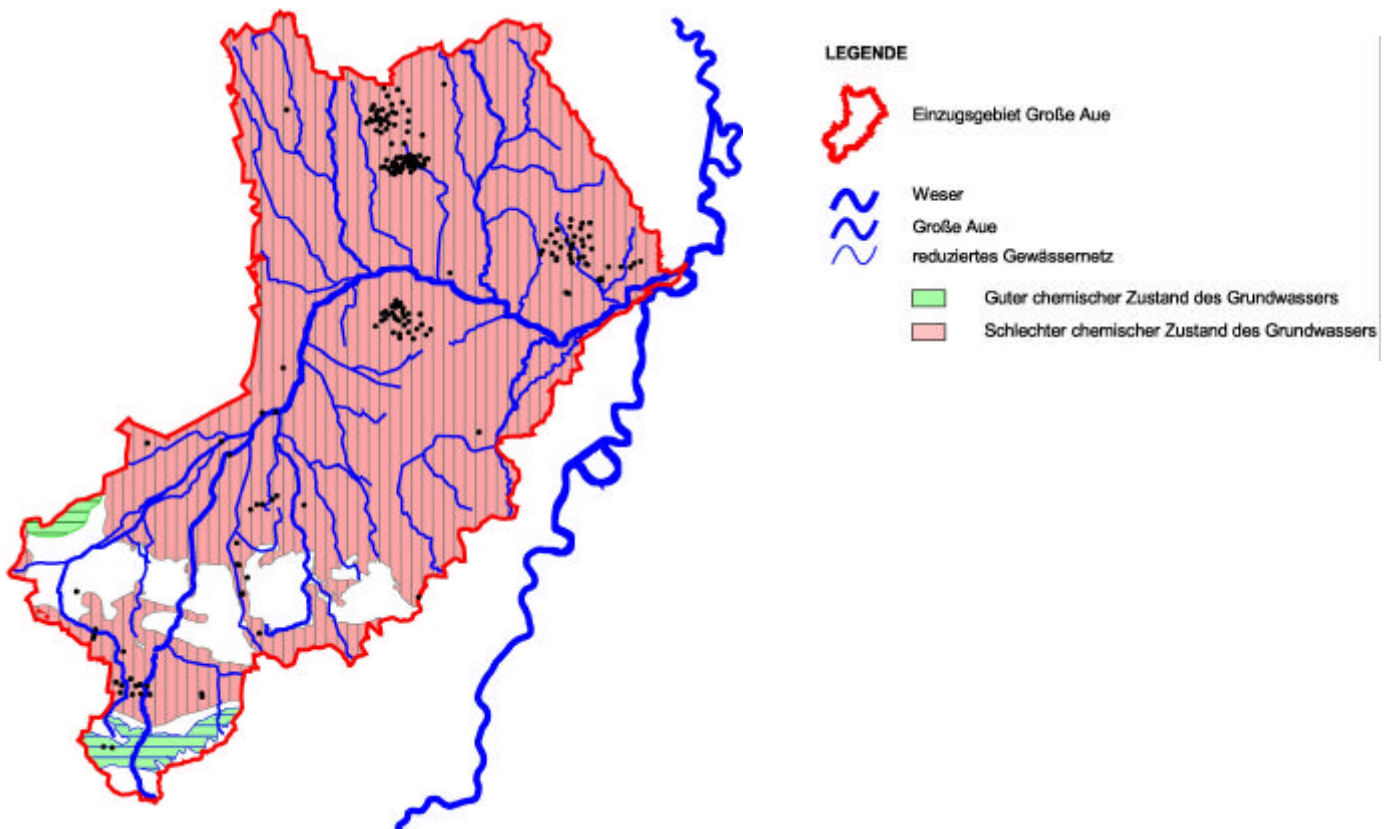 LEGENDE
Einzugsgebiet Große Aue
Weser
Große Aue
reduziertes Gewässernetz
Guter chemischer Zustand des Grundwassers
Schlechter chemischer Zustand des Grundwassers